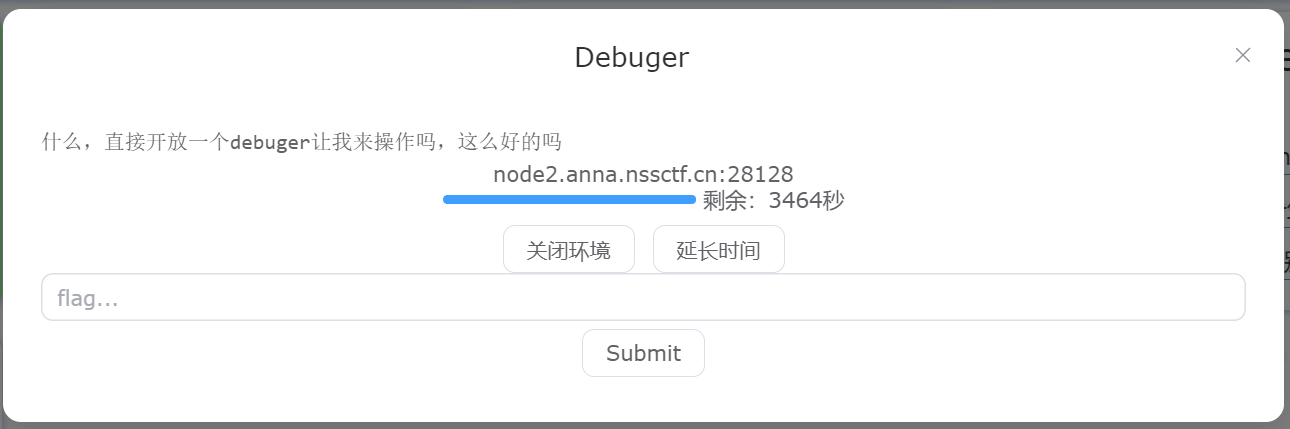 Debuger
什么，直接开放一个debuger让我来操作吗，这么好的吗
node2.anna.nssctf.cn:28128
剩余：3464秒
关闭环境 延长时间
flag...
Submit